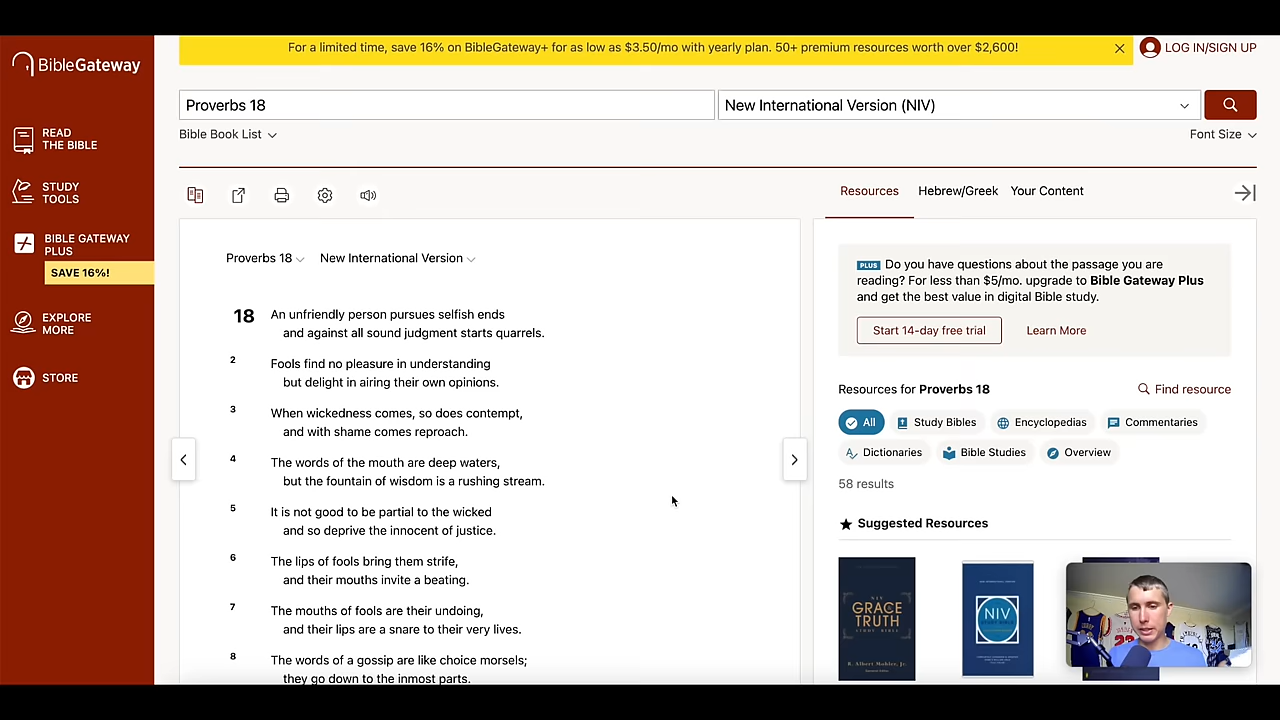 For a limited time, save 16% on BibleGateway+ for as low as $3.50/mo with yearly plan. 50+ premium resources worth over $2,600!
LOG IN/SIGN UP
BibleGateway
Proverbs 18
New International Version (NIV)
Bible Book List
Font Size
READ
THE BIBLE
STUDY
TOOLS
BIBLE GATEWAY
PLUS
SAVE 16%!
EXPLORE
MORE
STORE
Resources
Hebrew/Greek
Your Content
Proverbs 18
New International Version
18 An unfriendly person pursues selfish ends
and against all sound judgment starts quarrels.
2 Fools find no pleasure in understanding
but delight in airing their own opinions.
3 When wickedness comes, so does contempt,
and with shame comes reproach.
4 The words of the mouth are deep waters,
but the fountain of wisdom is a rushing stream.
5 It is not good to be partial to the wicked
and so deprive the innocent of justice.
6 The lips of fools bring them strife,
and their mouths invite a beating.
7 The mouths of fools are their undoing,
and their lips are a snare to their very lives.
8 The words of a gossip are like choice morsels;
they go down to the inmost parts.
PLUS Do you have questions about the passage you are
reading? For less than $5/mo. upgrade to Bible Gateway Plus
and get the best value in digital Bible study.
Start 14-day free trial
Learn More
Resources for Proverbs 18
Find resource
All
Study Bibles
Encyclopedias
Commentaries
Dictionaries
Bible Studies
Overview
58 results
Suggested Resources
NIV
GRACE
TRUTH
STUDY BIBLE
R. Albert Mohler, Jr.
NIV